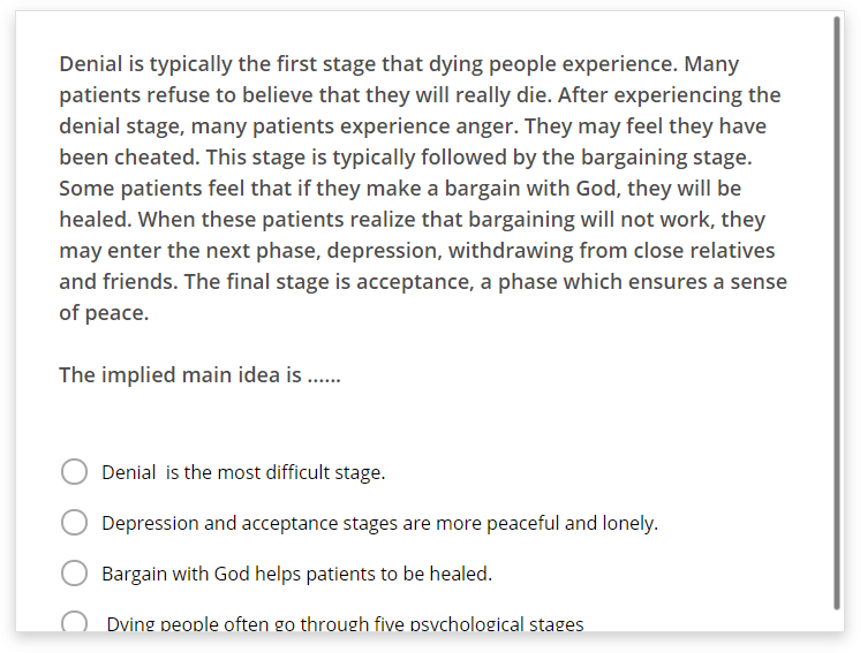 Denial is typically the first stage that dying people experience. Many
patients refuse to believe that they will really die. After experiencing the
denial stage, many patients experience anger. They may feel they have
been cheated. This stage is typically followed by the bargaining stage.
Some patients feel that if they make a bargain with God, they will be
healed. When these patients realize that bargaining will not work, they
may enter the next phase, depression, withdrawing from close relatives
and friends. The final stage is acceptance, a phase which ensures a sense
of peace.
The implied main idea is ......
Denial  is the most difficult stage.
Depression and acceptance stages are more peaceful and lonely.
Bargain with God helps patients to be healed.
Dying people often go through five psychological stages